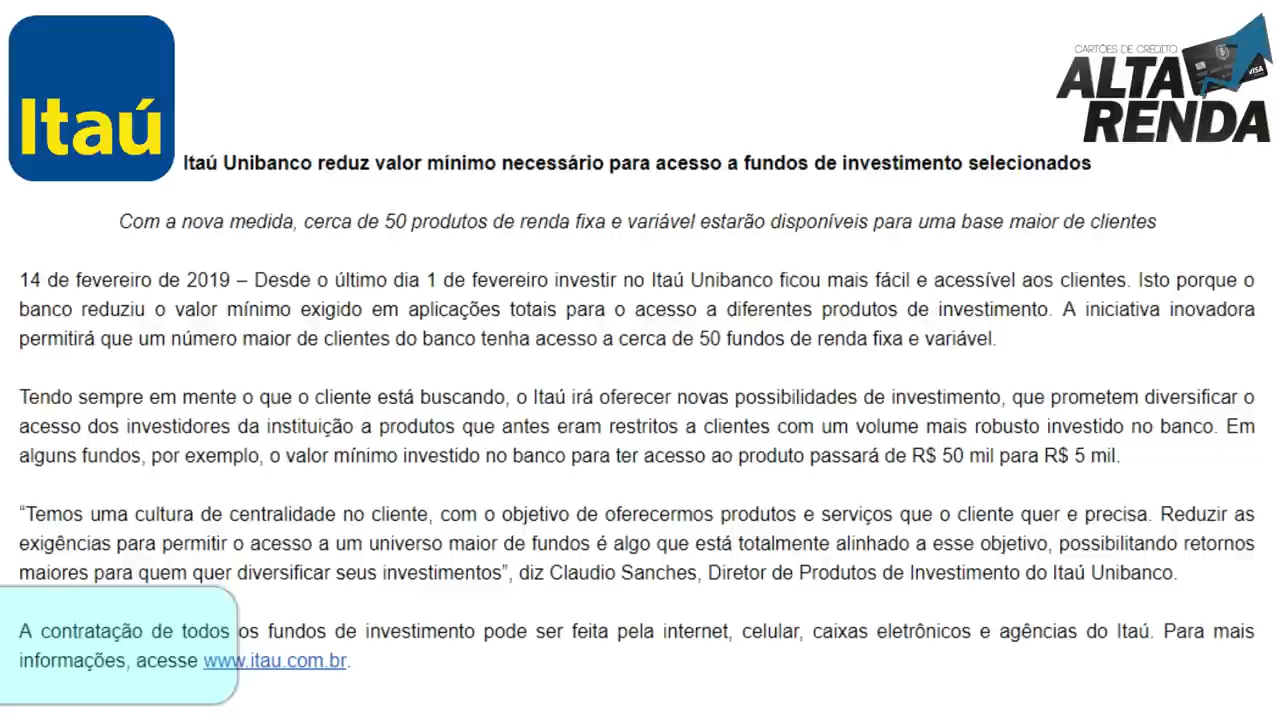 Itaú
CARTÕES DE CRÉDITO
ALTA
RENDA
VISA
Itaú Unibanco reduz valor mínimo necessário para acesso a fundos de investimento selecionados
Com a nova medida, cerca de 50 produtos de renda fixa e variável estarão disponíveis para uma base maior de clientes
14 de fevereiro de 2019 – Desde o último dia 1 de fevereiro investir no Itaú Unibanco ficou mais fácil e acessível aos clientes. Isto porque o
banco reduziu o valor mínimo exigido em aplicações totais para o acesso a diferentes produtos de investimento. A iniciativa inovadora
permitirá que um número maior de clientes do banco tenha acesso a cerca de 50 fundos de renda fixa e variável.
Tendo sempre em mente o que o cliente está buscando, o Itaú irá oferecer novas possibilidades de investimento, que prometem diversificar o
acesso dos investidores da instituição a produtos que antes eram restritos a clientes com um volume mais robusto investido no banco. Em
alguns fundos, por exemplo, o valor mínimo investido no banco para ter acesso ao produto passará de R$ 50 mil para R$ 5 mil.
“Temos uma cultura de centralidade no cliente, com o objetivo de oferecermos produtos e serviços que o cliente quer e precisa. Reduzir as
exigências para permitir o acesso a um universo maior de fundos é algo que está totalmente alinhado a esse objetivo, possibilitando retornos
maiores para quem quer diversificar seus investimentos”, diz Claudio Sanches, Diretor de Produtos de Investimento do Itaú Unibanco.
A contratação de todos os fundos de investimento pode ser feita pela internet, celular, caixas eletrônicos e agências do Itaú. Para mais
informações, acesse www.itau.com.br.